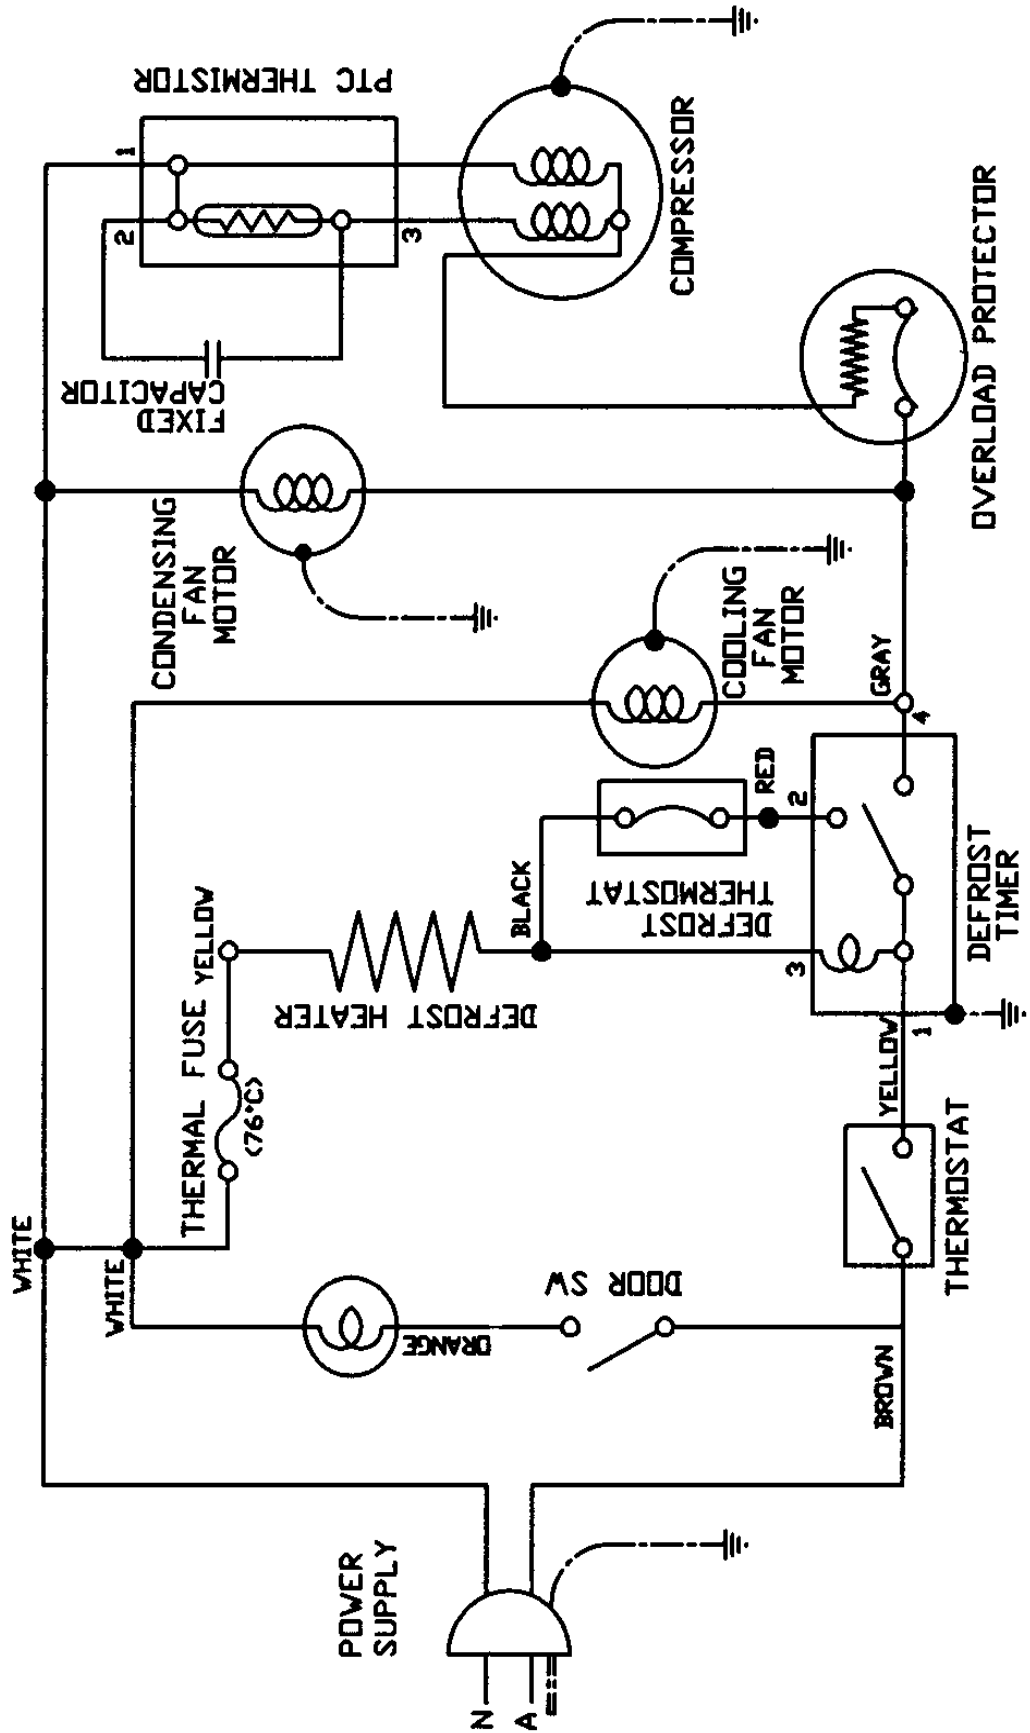 POWER
SUPPLY
N
A
WHITE
WHITE
ORANGE
DOOR SW
BROWN
THERMOSTAT
YELLOW
THERMAL FUSE
<76°C>
YELLOW
DEFROST HEATER
BLACK
DEFROST
THERMOSTAT
RED
1
2
3
4
DEFROST
TIMER
GRAY
COOLING
FAN
MOTOR
CONDENSING
FAN
MOTOR
FIXED
CAPACITOR
PTC THERMISTOR
1
2
3
COMPRESSOR
OVERLOAD PROTECTOR